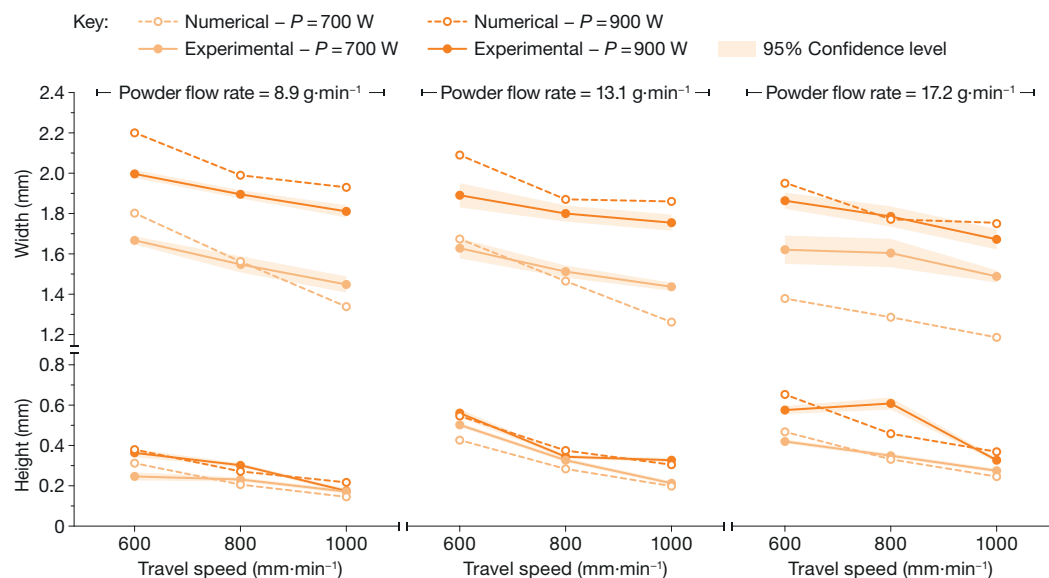 Key: Numerical – P = 700 W Numerical – P = 900 W
Experimental – P = 700 W Experimental – P = 900 W 95% Confidence level
Powder flow rate = 8.9 g·min⁻¹ Powder flow rate = 13.1 g·min⁻¹ Powder flow rate = 17.2 g·min⁻¹
Width (mm)
2.4
2.2
2.0
1.8
1.6
1.4
1.2
Height (mm)
0.8
0.6
0.4
0.2
0
600 800 1000 600 800 1000 600 800 1000
Travel speed (mm·min⁻¹) Travel speed (mm·min⁻¹) Travel speed (mm·min⁻¹)